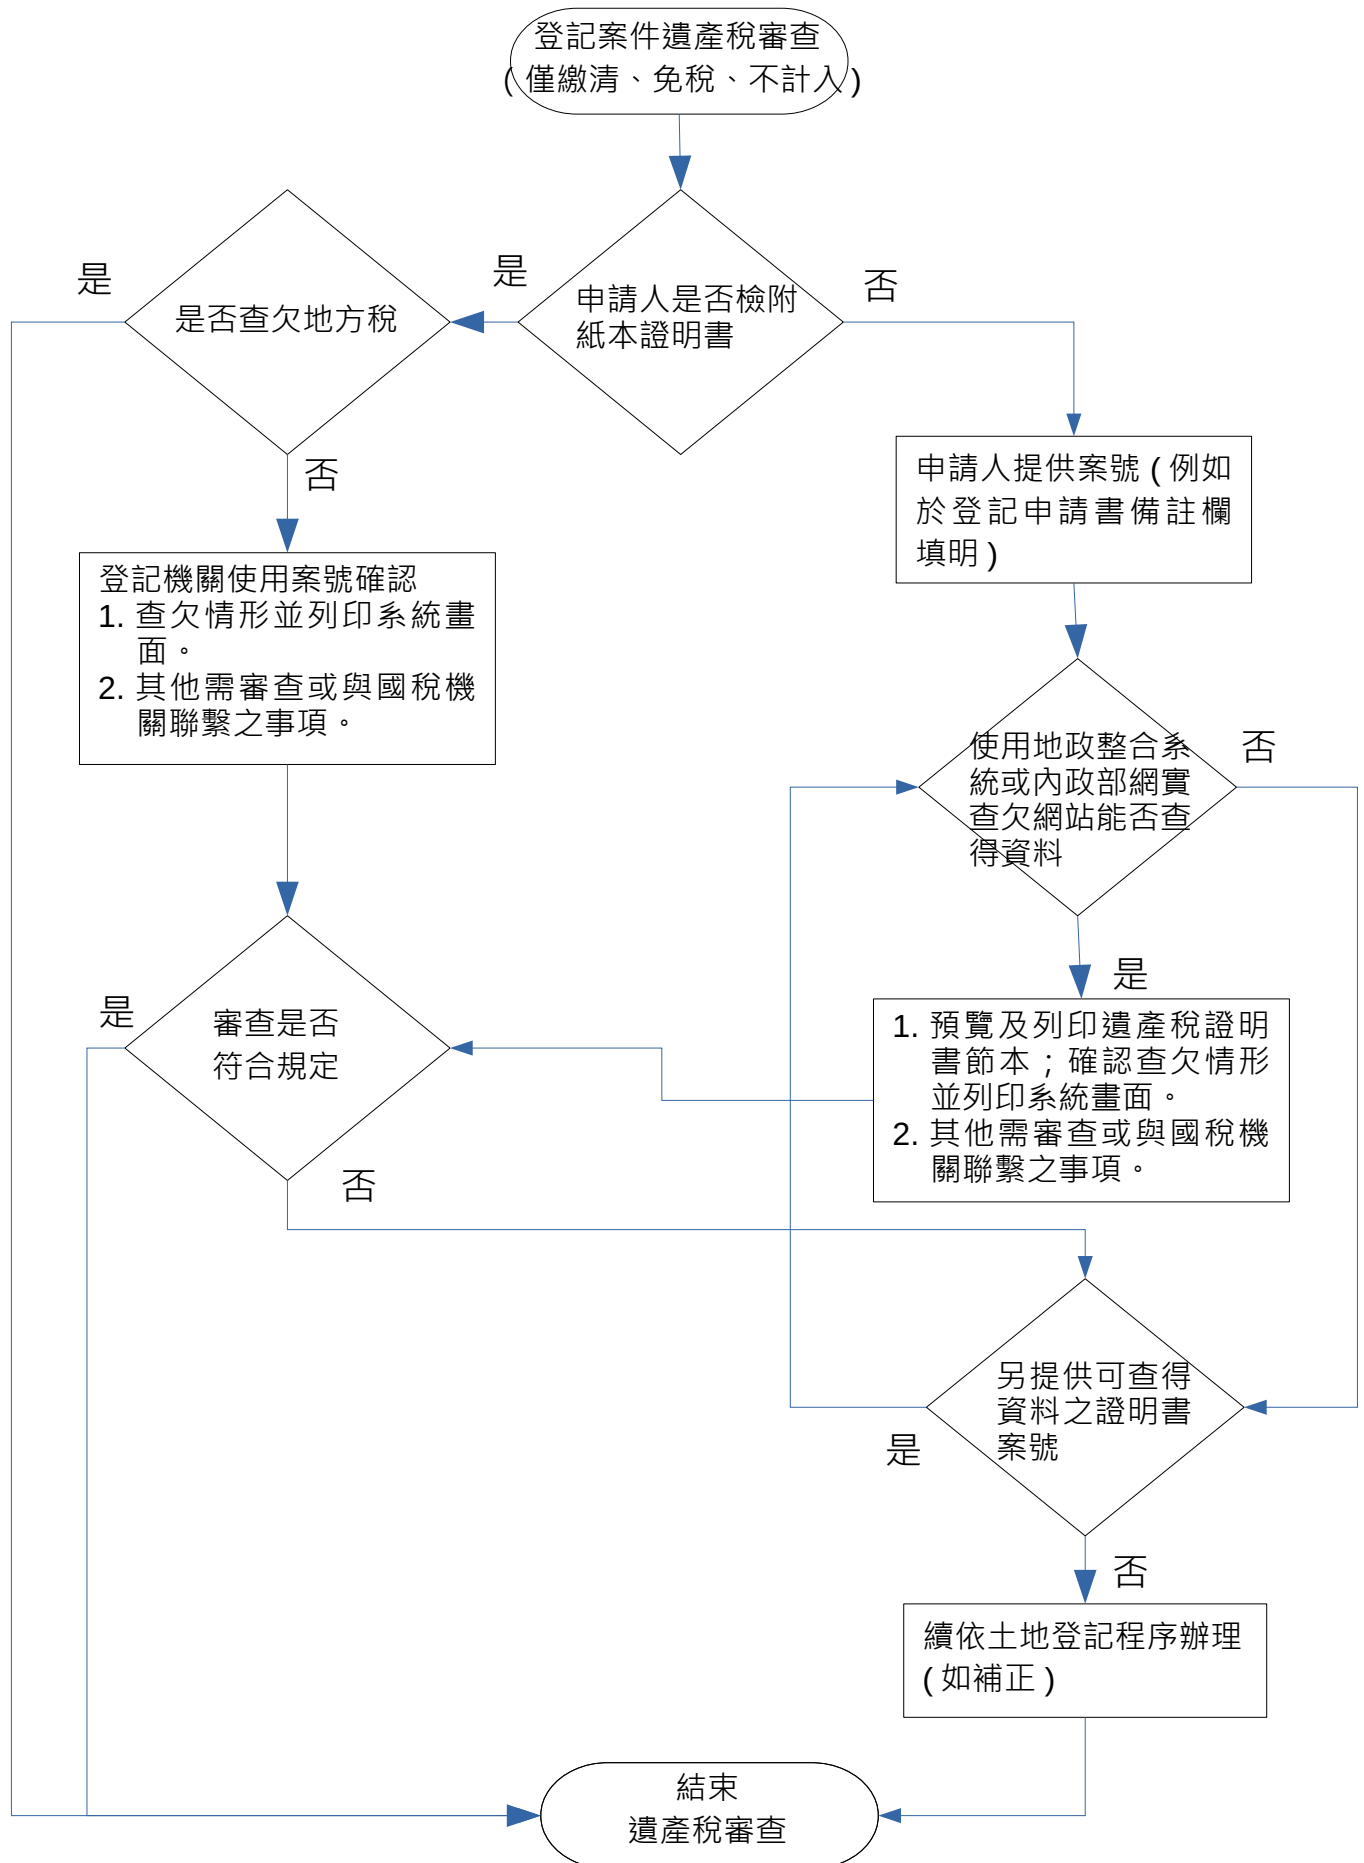 登記案件遺產稅審查
(僅繳清、免稅、不計入)
是
是否查欠地方稅
是
申請人是否檢附
紙本證明書
否
否
申請人提供案號(例如
於登記申請書備註欄
填明)
登記機關使用案號確認
1. 查欠情形並列印系統畫
面。
2. 其他需審查或與國稅機
關聯繫之事項。
使用地政整合系
統或內政部網實
查欠網站能否查
得資料
否
是
是
審查是否
符合規定
1. 預覽及列印遺產稅證明
書節本；確認查欠情形
並列印系統畫面。
2. 其他需審查或與國稅機
關聯繫之事項。
否
另提供可查得
資料之證明書
案號
是
否
續依土地登記程序辦理
(如補正)
結束
遺產稅審查